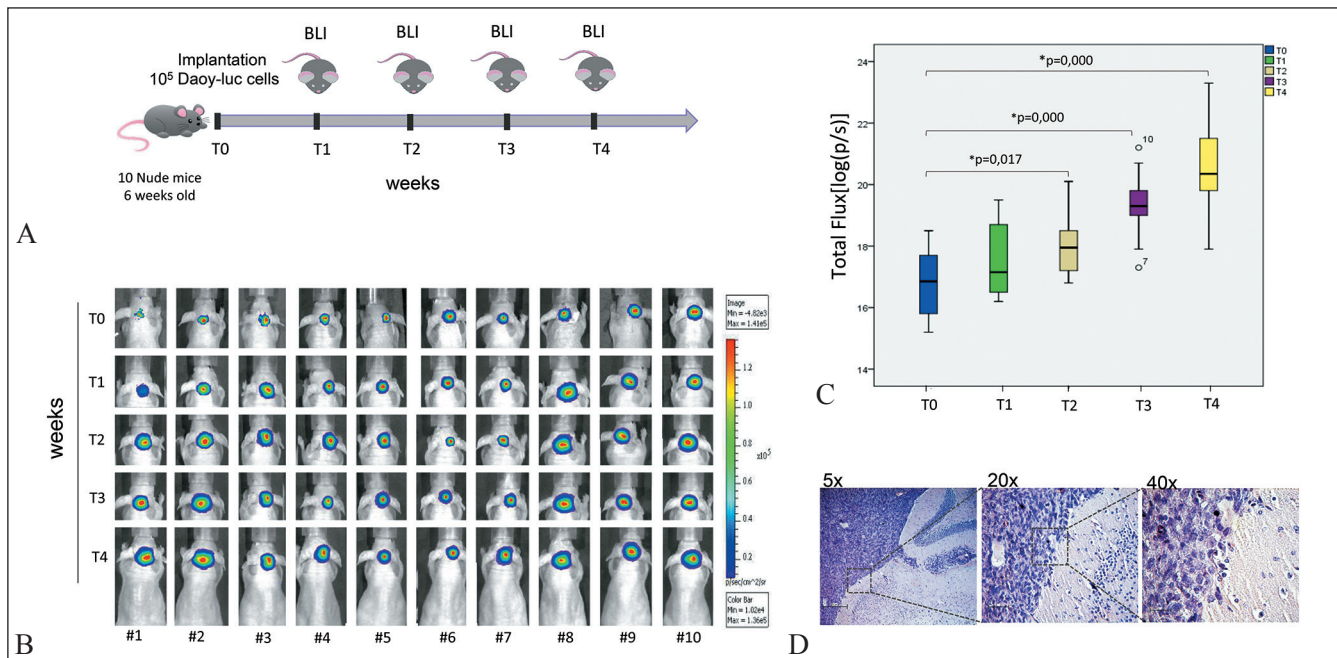 BLI BLI BLI BLI
Implantation
10⁵ Daoy-luc cells
T0 T1 T2 T3 T4
weeks
10 Nude mice
6 weeks old
A
T0
T1
T2
T3
T4
weeks
#1 #2 #3 #4 #5 #6 #7 #8 #9 #10
Image
Min = -4.82e3
Max = 1.41e5
1.2
1.0
0.8
x10⁵
0.6
0.4
0.2
p/sec/cm^2/sr
Color Bar
Min = 1.02e4
Max = 1.36e5
B
T0
T1
T2
T3
T4
*p=0,000
*p=0,000
*p=0,017
10
7
Total Flux[log(p/s)]
24
22
20
18
16
14
T0 T1 T2 T3 T4
C
5x 20x 40x
D